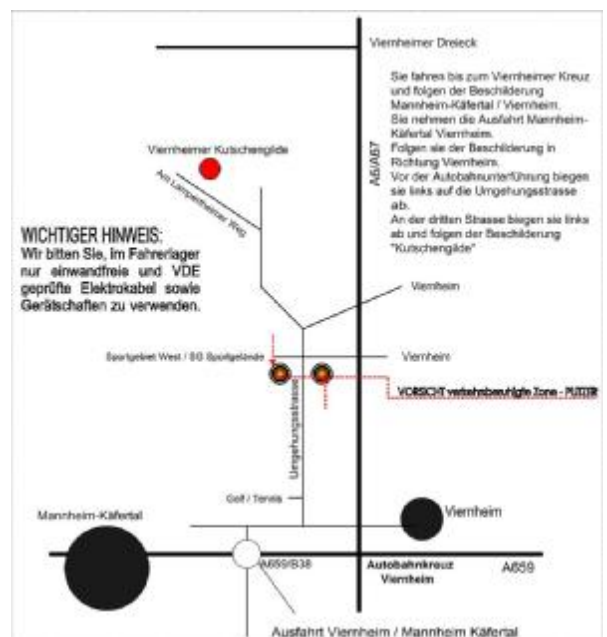 Viernheimer Dreieck
Sie fahren bis zum Viernheimer Kreuz
und folgen der Beschilderung
Mannheim-Käfertal / Viernheim.
Sie nehmen die Ausfahrt Mannheim-
Käfertal Viernheim.
Folgen sie der Beschilderung in
Richtung Viernheim.
Vor der Autobahnunterführung biegen
sie links auf die Umgehungsstrasse
ab.
An der dritten Strasse biegen sie links
ab und folgen der Beschilderung
"Kutschengilde"
A6/A67
Viernheimer Kutschengilde
Am Lampertheimer Weg
WICHTIGER HINWEIS:
Wir bitten Sie, im Fahrerlager
nur einwandfreie und VDE
geprüfte Elektrokabel sowie
Gerätschaften zu verwenden.
Viernheim
Sportgebiet West / SG Sportgelände
Viernheim
VORSICHT verkehrsberuhigte Zone -
Umgehungsstrasse
Golf / Tennis
Mannheim-Käfertal
Viernheim
A659/B38
Autobahnkreuz
Viernheim
A659
Ausfahrt Viernheim / Mannheim Käfertal